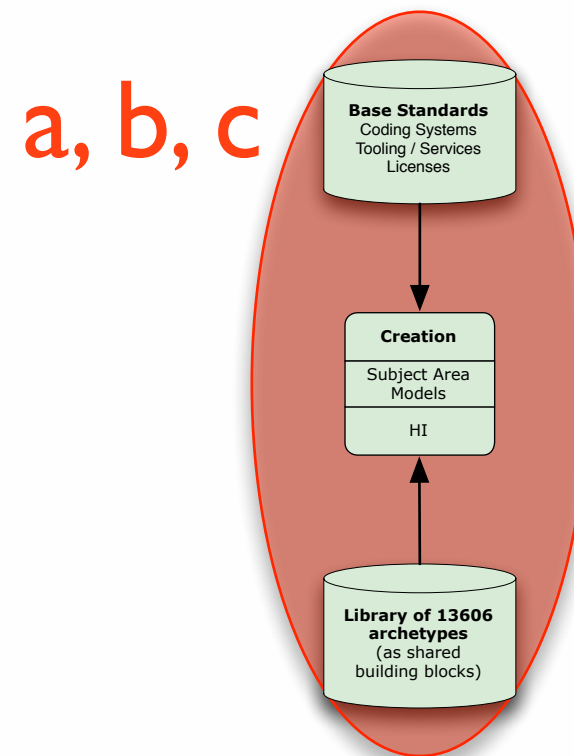 a, b, c
Base Standards
Coding Systems
Tooling / Services
Licenses
Creation
Subject Area
Models
HI
Library of 13606
archetypes
(as shared
building blocks)